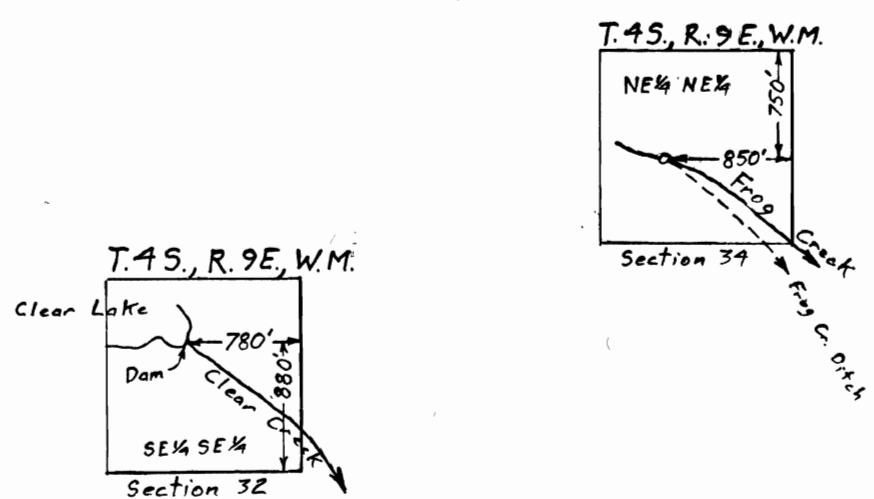 T.4S., R.9E., W.M.
NE¼ NE¼
750'
850'
Frog
Creek
Section 34
Frog Cr. Ditch
T.4S., R.9E., W.M.
Clear Lake
780'
Dam
880'
Clear Creek
SE¼ SE¼
Section 32